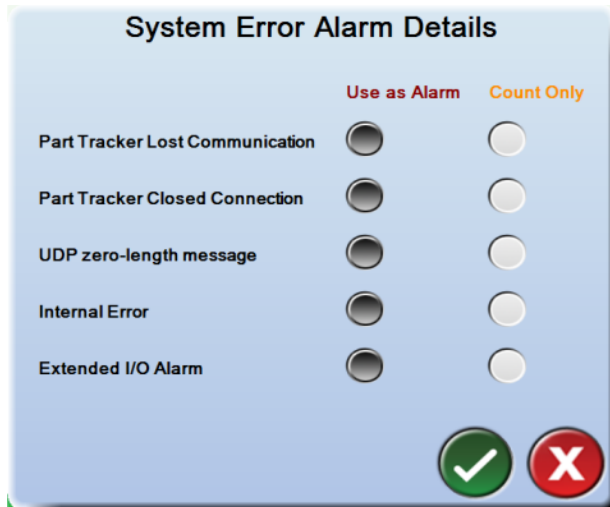 System Error Alarm Details
Use as Alarm Count Only
Part Tracker Lost Communication
Part Tracker Closed Connection
UDP zero-length message
Internal Error
Extended I/O Alarm